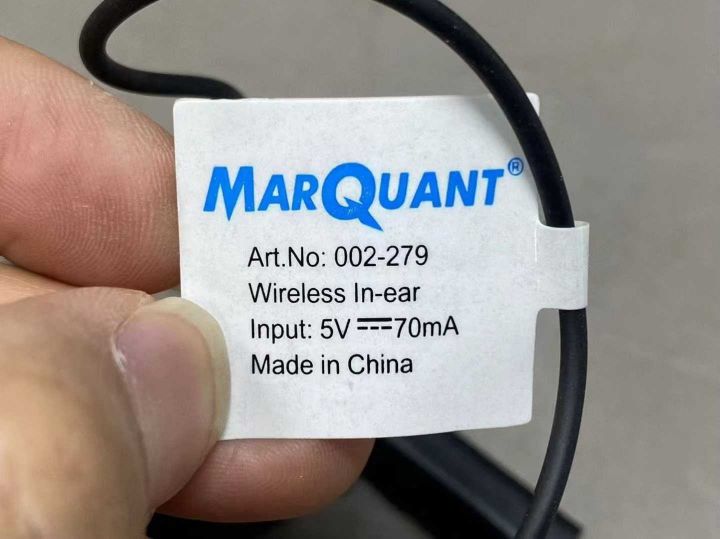 MARQUANT®
Art.No: 002-279
Wireless In-ear
Input: 5V ⎓70mA
Made in China